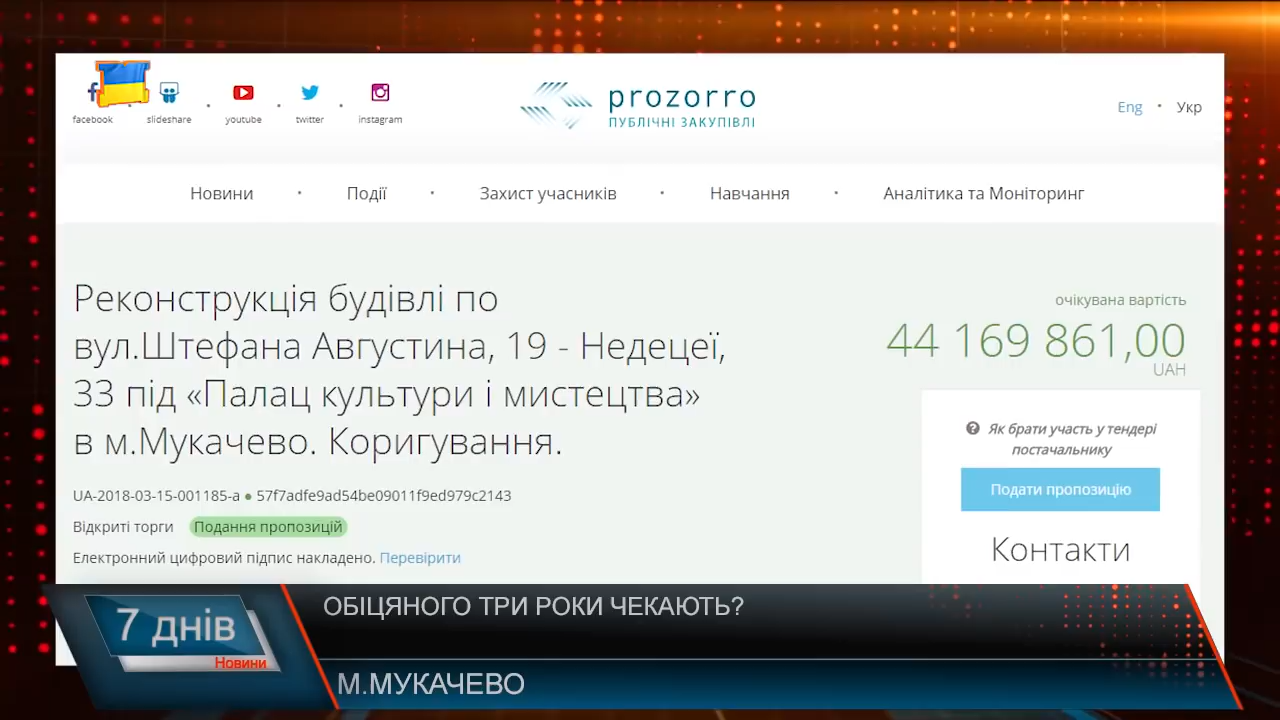 facebook
slideshare
youtube
twitter
instagram
prozorro
ПУБЛІЧНІ ЗАКУПІВЛІ
Eng • Укр
Новини • Події • Захист учасників • Навчання • Аналітика та Моніторинг
Реконструкція будівлі по
вул.Штефана Августина, 19 - Недецеї,
33 під «Палац культури і мистецтва»
в м.Мукачево. Коригування.
UA-2018-03-15-001185-a ● 57f7adfe9ad54be09011f9ed979c2143
Відкриті торги Подання пропозицій
Електронний цифровий підпис накладено. Перевірити
очікувана вартість
44 169 861,00
UAH
Як брати участь у тендері
постачальнику
Подати пропозицію
Контакти
7 днів
Новини
ОБІЦЯНОГО ТРИ РОКИ ЧЕКАЮТЬ?
М.МУКАЧЕВО